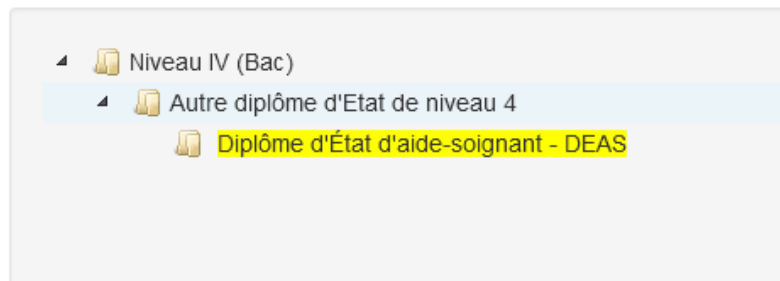 Niveau IV (Bac)
Autre diplôme d'Etat de niveau 4
Diplôme d'État d'aide-soignant - DEAS